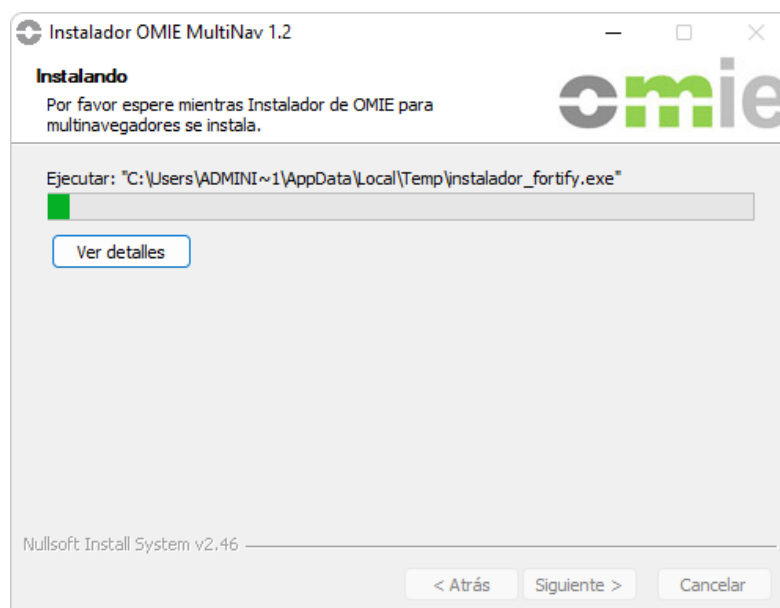 Instalador OMIE MultiNav 1.2
Instalando
Por favor espere mientras Instalador de OMIE para
multinavegadores se instala.
omie
Ejecutar: "C:\Users\ADMINI~1\AppData\Local\Temp\instalador_fortify.exe"
Ver detalles
Nullsoft Install System v2.46
< Atrás Siguiente > Cancelar